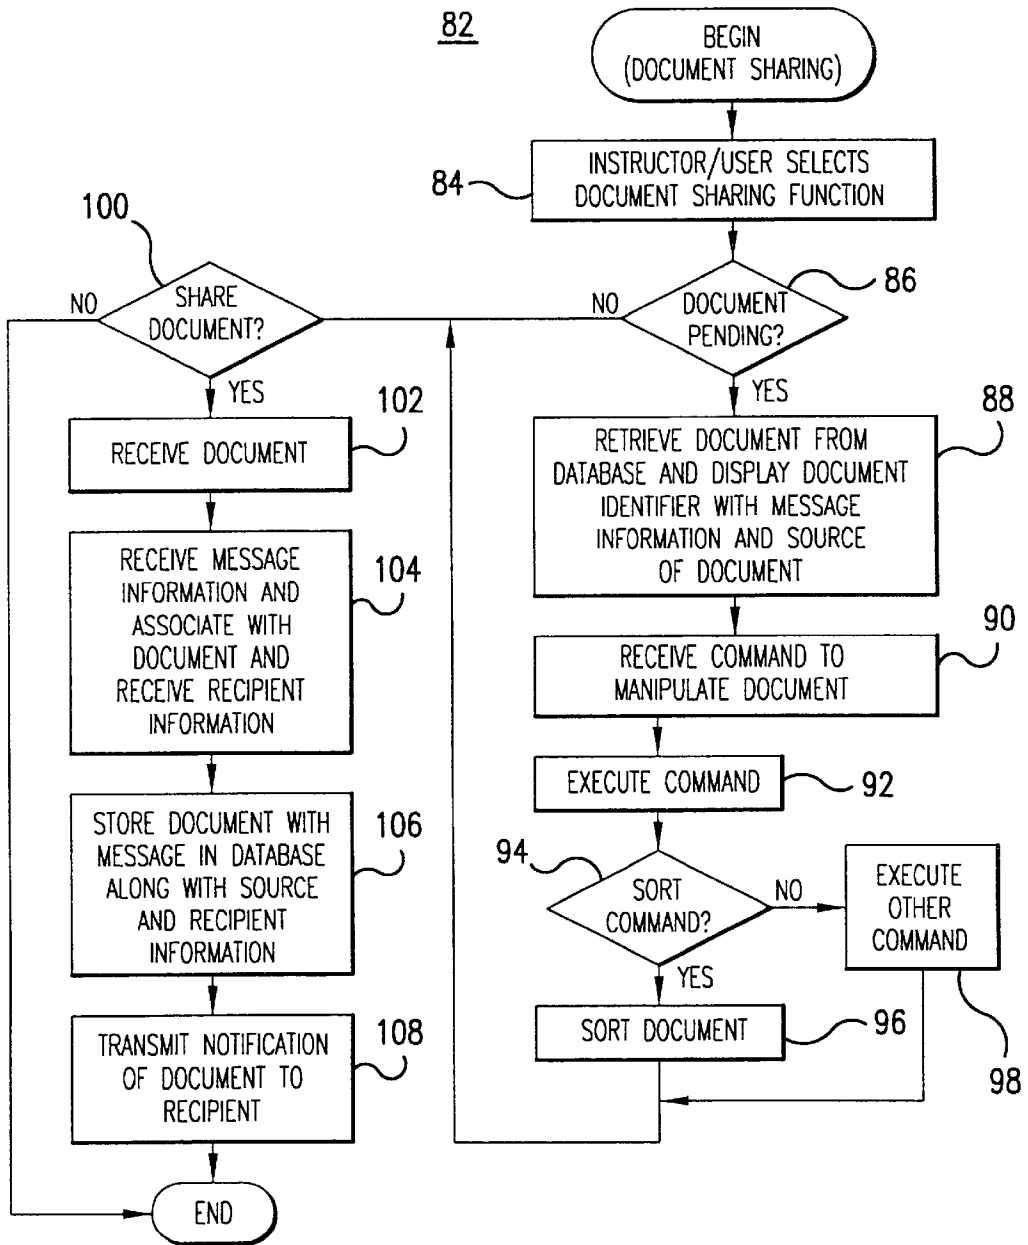 82
BEGIN
(DOCUMENT SHARING)
84
INSTRUCTOR/USER SELECTS
DOCUMENT SHARING FUNCTION
86
DOCUMENT
PENDING?
NO
YES
88
RETRIEVE DOCUMENT FROM
DATABASE AND DISPLAY DOCUMENT
IDENTIFIER WITH MESSAGE
INFORMATION AND SOURCE
OF DOCUMENT
90
RECEIVE COMMAND TO
MANIPULATE DOCUMENT
EXECUTE COMMAND
92
94
SORT
COMMAND?
NO
YES
EXECUTE
OTHER
COMMAND
98
SORT DOCUMENT
96
100
SHARE
DOCUMENT?
NO
YES
102
RECEIVE DOCUMENT
RECEIVE MESSAGE
INFORMATION AND
ASSOCIATE WITH
DOCUMENT AND
RECEIVE RECIPIENT
INFORMATION
104
STORE DOCUMENT WITH
MESSAGE IN DATABASE
ALONG WITH SOURCE
AND RECIPIENT
INFORMATION
106
TRANSMIT NOTIFICATION
OF DOCUMENT TO
RECIPIENT
108
END